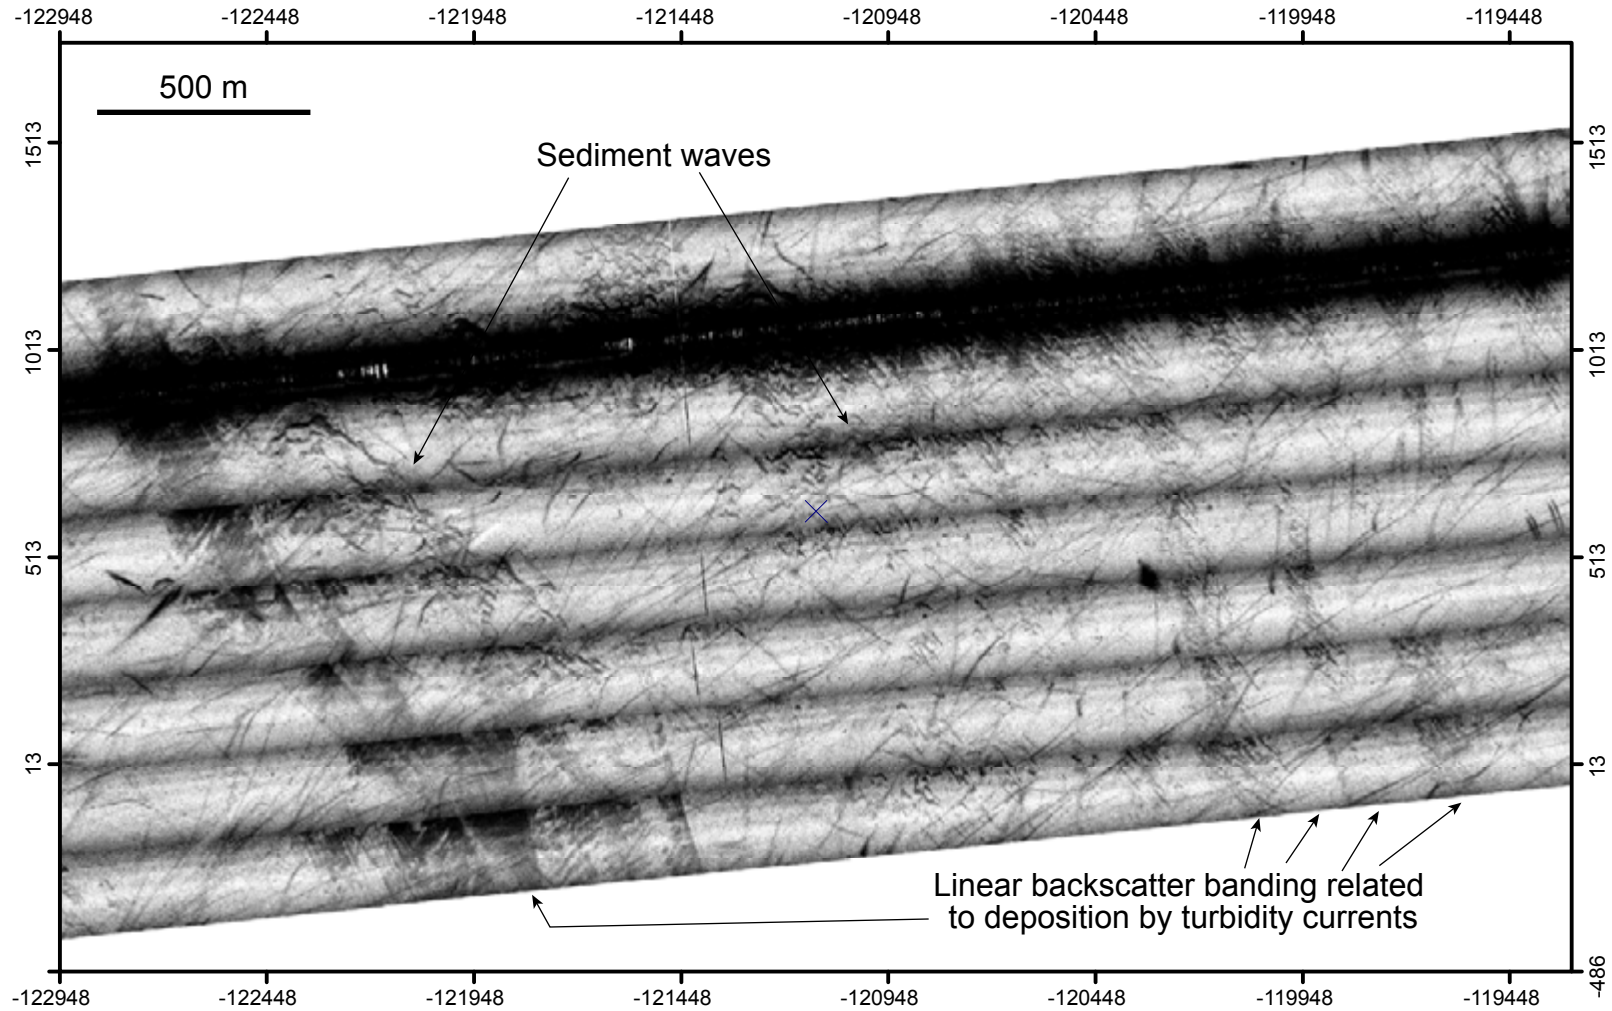 -122948 -122448 -121948 -121448 -120948 -120448 -119948 -119448
500 m
1513 1513
Sediment waves
1013 1013
513 513
13 13
Linear backscatter banding related
to deposition by turbidity currents
-486
-122948 -122448 -121948 -121448 -120948 -120448 -119948 -119448